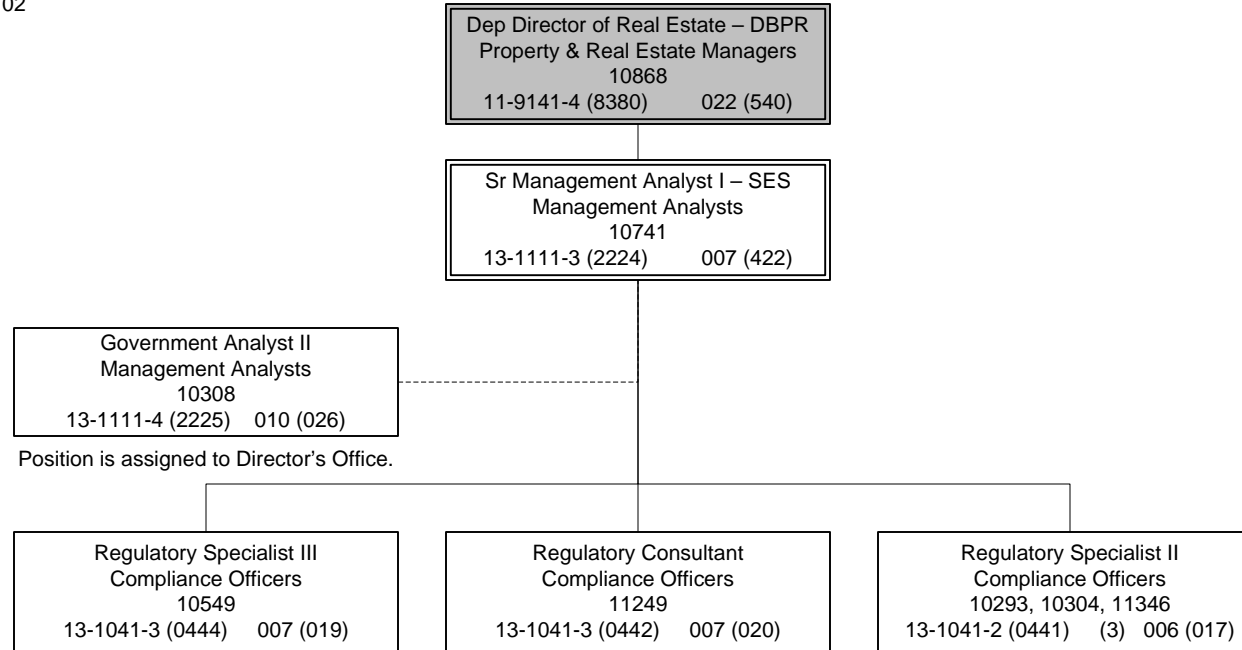 02
Dep Director of Real Estate – DBPR
Property & Real Estate Managers
10868
11-9141-4 (8380) 022 (540)
Sr Management Analyst I – SES
Management Analysts
10741
13-1111-3 (2224) 007 (422)
Government Analyst II
Management Analysts
10308
13-1111-4 (2225) 010 (026)
Position is assigned to Director's Office.
Regulatory Specialist III
Compliance Officers
10549
13-1041-3 (0444) 007 (019)
Regulatory Consultant
Compliance Officers
11249
13-1041-3 (0442) 007 (020)
Regulatory Specialist II
Compliance Officers
10293, 10304, 11346
13-1041-2 (0441) (3) 006 (017)